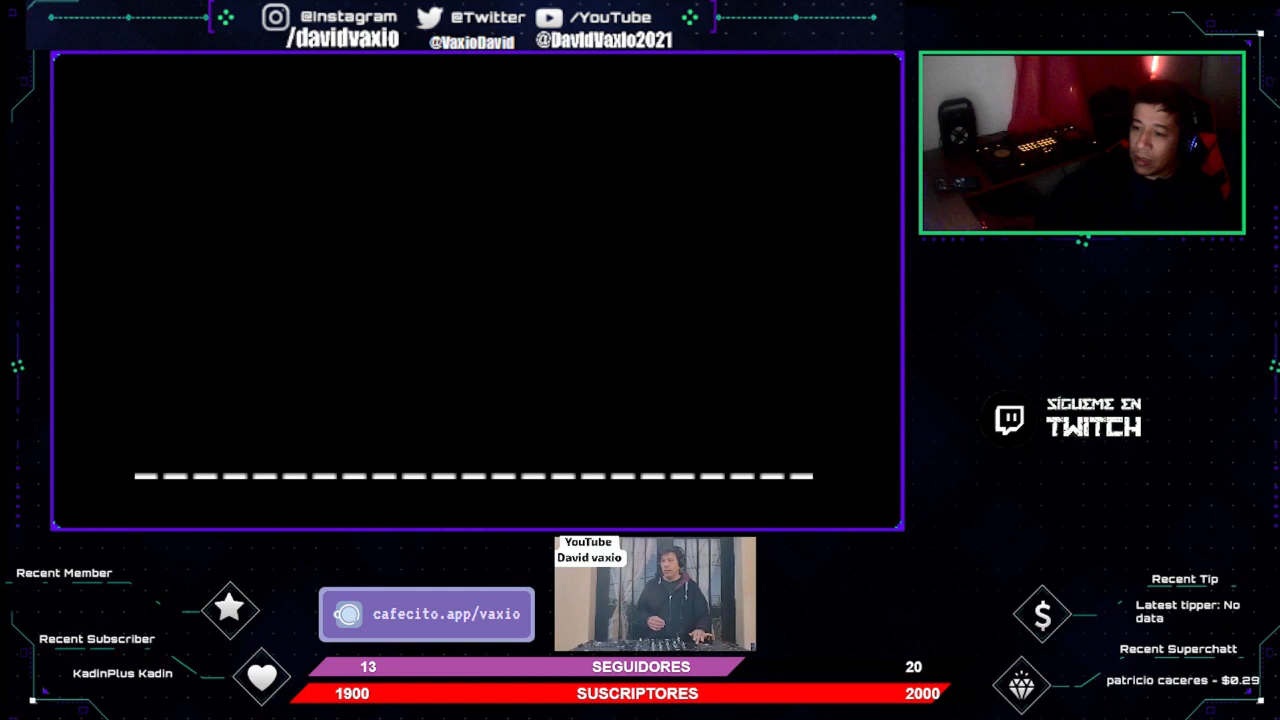 @Instagram
/davidvaxio
@Twitter
@VaxioDavid
/YouTube
@DavidVaxio2021
SÍGUEME EN
TWITCH
YouTube
David vaxio
Recent Member
Recent Subscriber
KadinPlus Kadin
cafecito.app/vaxio
13 SEGUIDORES 20
1900 SUSCRIPTORES 2000
Recent Tip
Latest tipper: No
data
Recent Superchatt
patricio caceres - $0.29